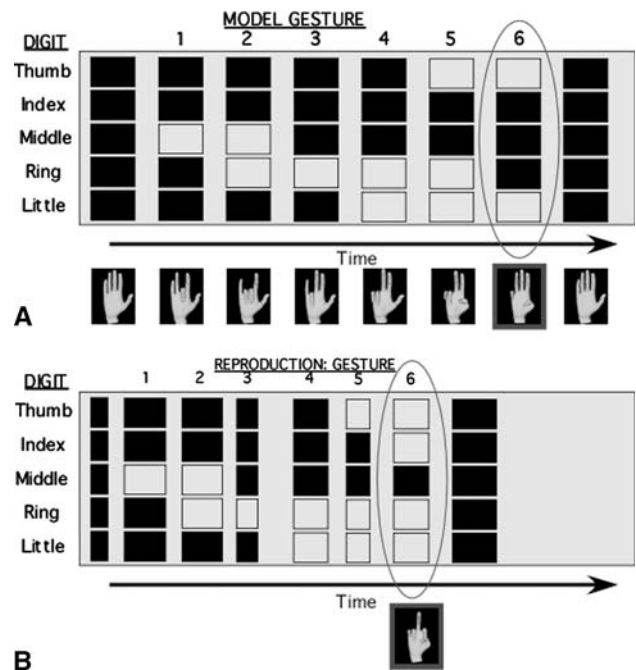 MODEL GESTURE
DIGIT 1 2 3 4 5 6
Thumb
Index
Middle
Ring
Little
Time
A
REPRODUCTION: GESTURE
DIGIT 1 2 3 4 5 6
Thumb
Index
Middle
Ring
Little
Time
B